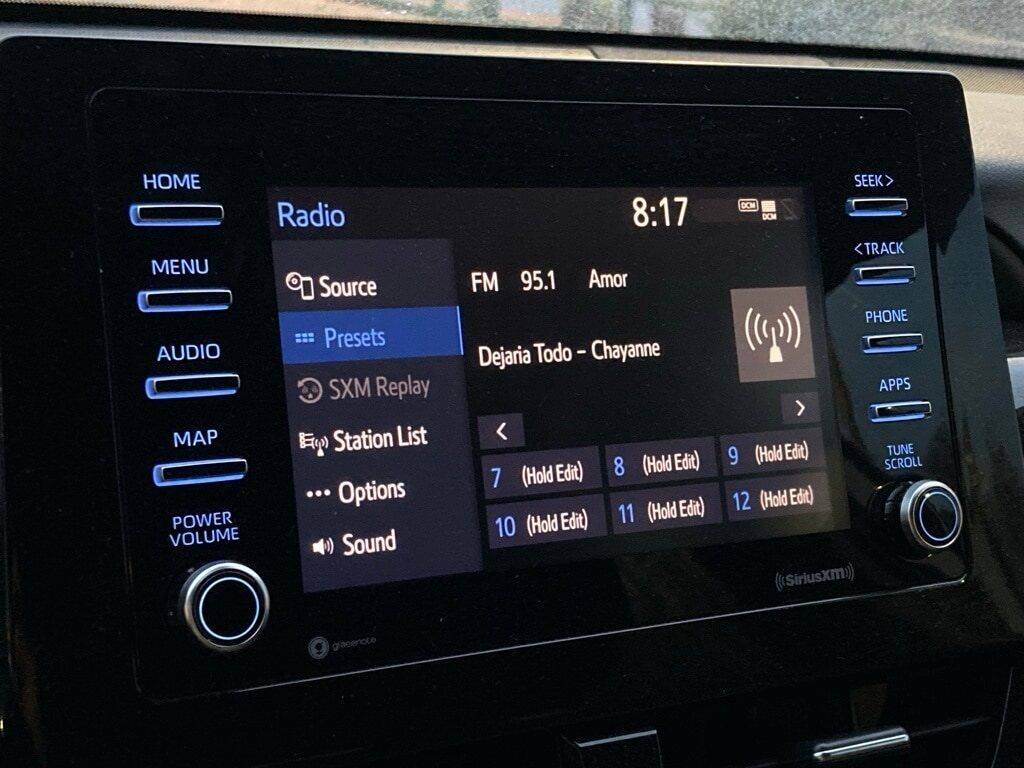 HOME
MENU
AUDIO
MAP
POWER
VOLUME
Radio
8:17
DCM
DCM
Source
Presets
SXM Replay
Station List
Options
Sound
FM 95.1 Amor
Dejaria Todo - Chayanne
<
>
7 (Hold Edit) 8 (Hold Edit) 9 (Hold Edit)
10 (Hold Edit) 11 (Hold Edit) 12 (Hold Edit)
SEEK>
<TRACK
PHONE
APPS
TUNE
SCROLL
((SiriusXM))
g gracenote